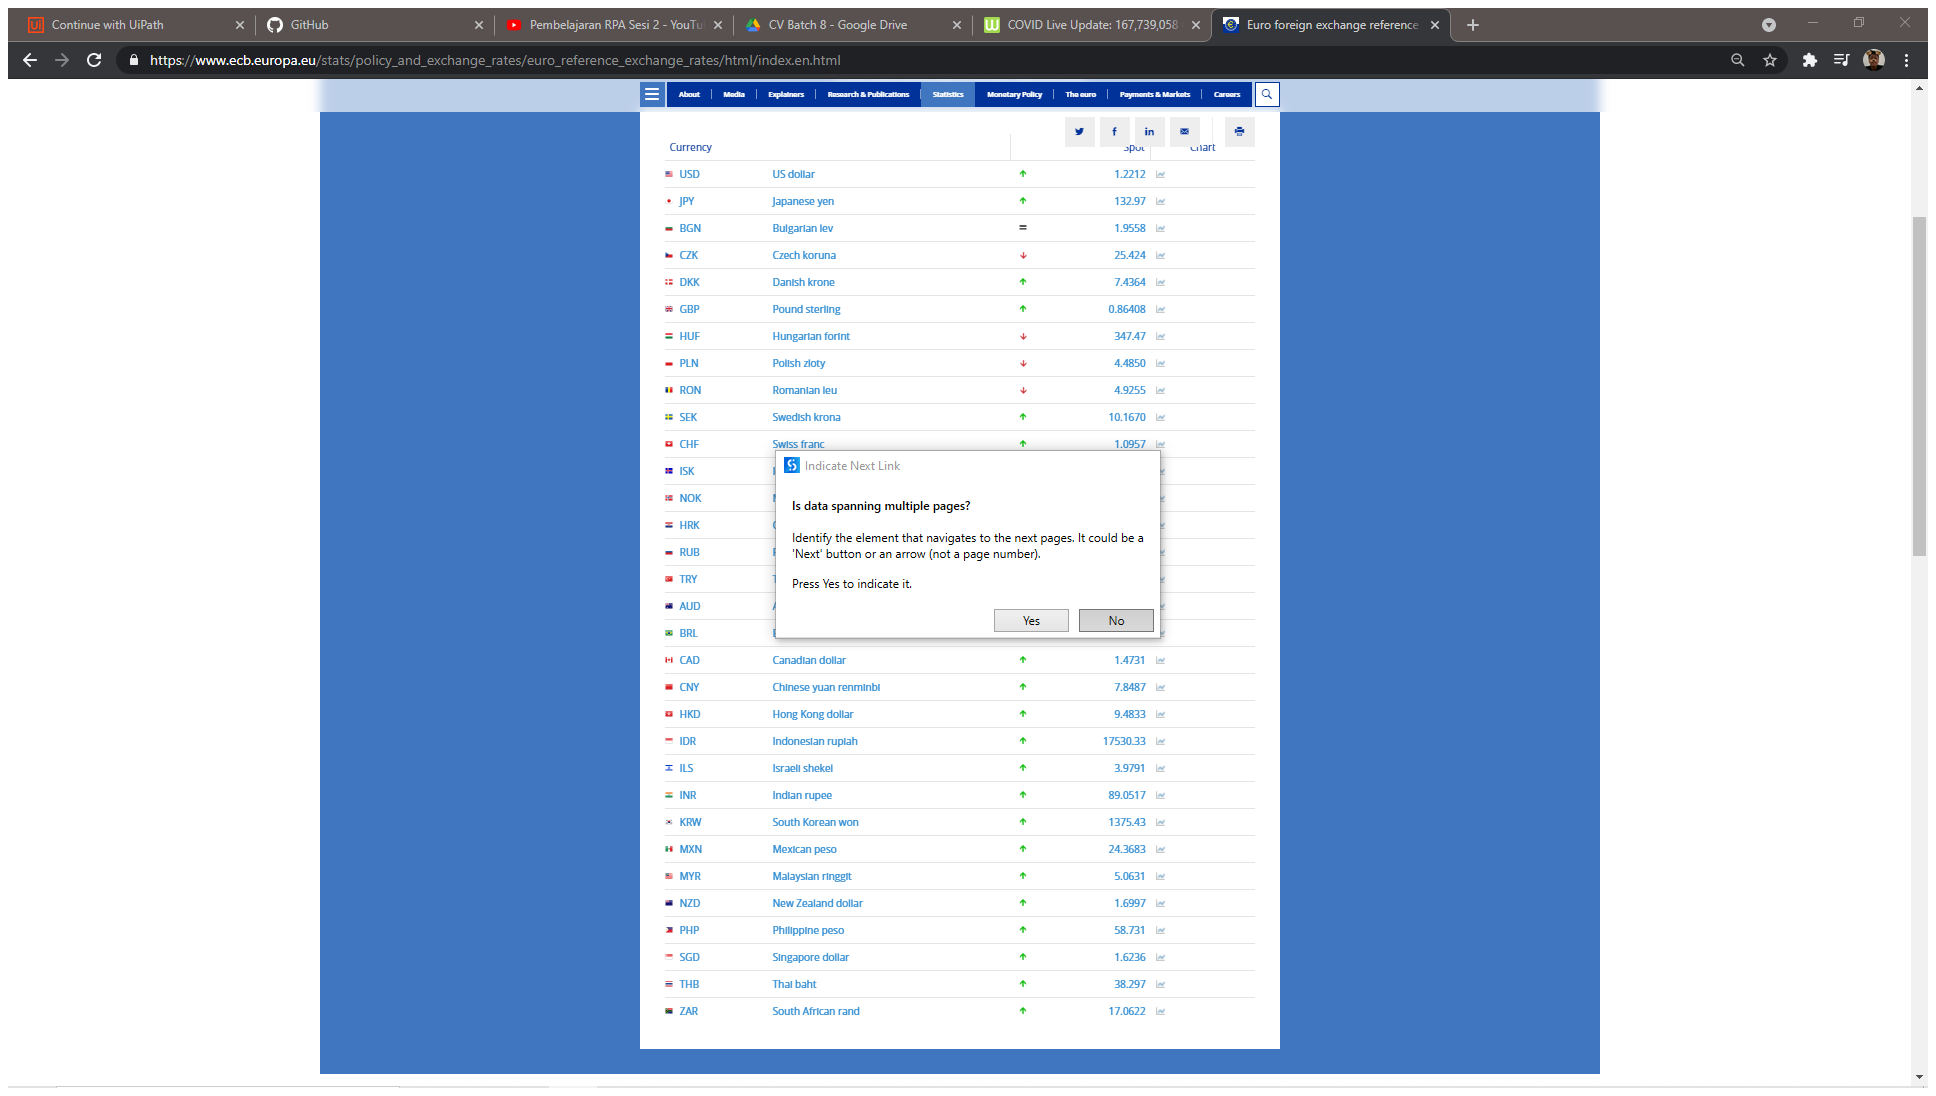 Continue with UiPath
GitHub
Pembelajaran RPA Sesi 2 - YouTu
CV Batch 8 - Google Drive
COVID Live Update: 167,739,058
Euro foreign exchange reference
https://www.ecb.europa.eu/stats/policy_and_exchange_rates/euro_reference_exchange_rates/html/index.en.html
About Media Explainers Research & Publications Statistics Monetary Policy The euro Payments & Markets Careers
Currency Spot Chart
USD US dollar 1.2212
JPY Japanese yen 132.97
BGN Bulgarian lev 1.9558
CZK Czech koruna 25.424
DKK Danish krone 7.4364
GBP Pound sterling 0.86408
HUF Hungarian forint 347.47
PLN Polish zloty 4.4850
RON Romanian leu 4.9255
SEK Swedish krona 10.1670
CHF Swiss franc 1.0957
ISK
NOK
HRK
RUB
TRY
AUD
BRL
Indicate Next Link
Is data spanning multiple pages?
Identify the element that navigates to the next pages. It could be a
'Next' button or an arrow (not a page number).
Press Yes to indicate it.
Yes No
CAD Canadian dollar 1.4731
CNY Chinese yuan renminbi 7.8487
HKD Hong Kong dollar 9.4833
IDR Indonesian rupiah 17530.33
ILS Israeli shekel 3.9791
INR Indian rupee 89.0517
KRW South Korean won 1375.43
MXN Mexican peso 24.3683
MYR Malaysian ringgit 5.0631
NZD New Zealand dollar 1.6997
PHP Philippine peso 58.731
SGD Singapore dollar 1.6236
THB Thai baht 38.297
ZAR South African rand 17.0622